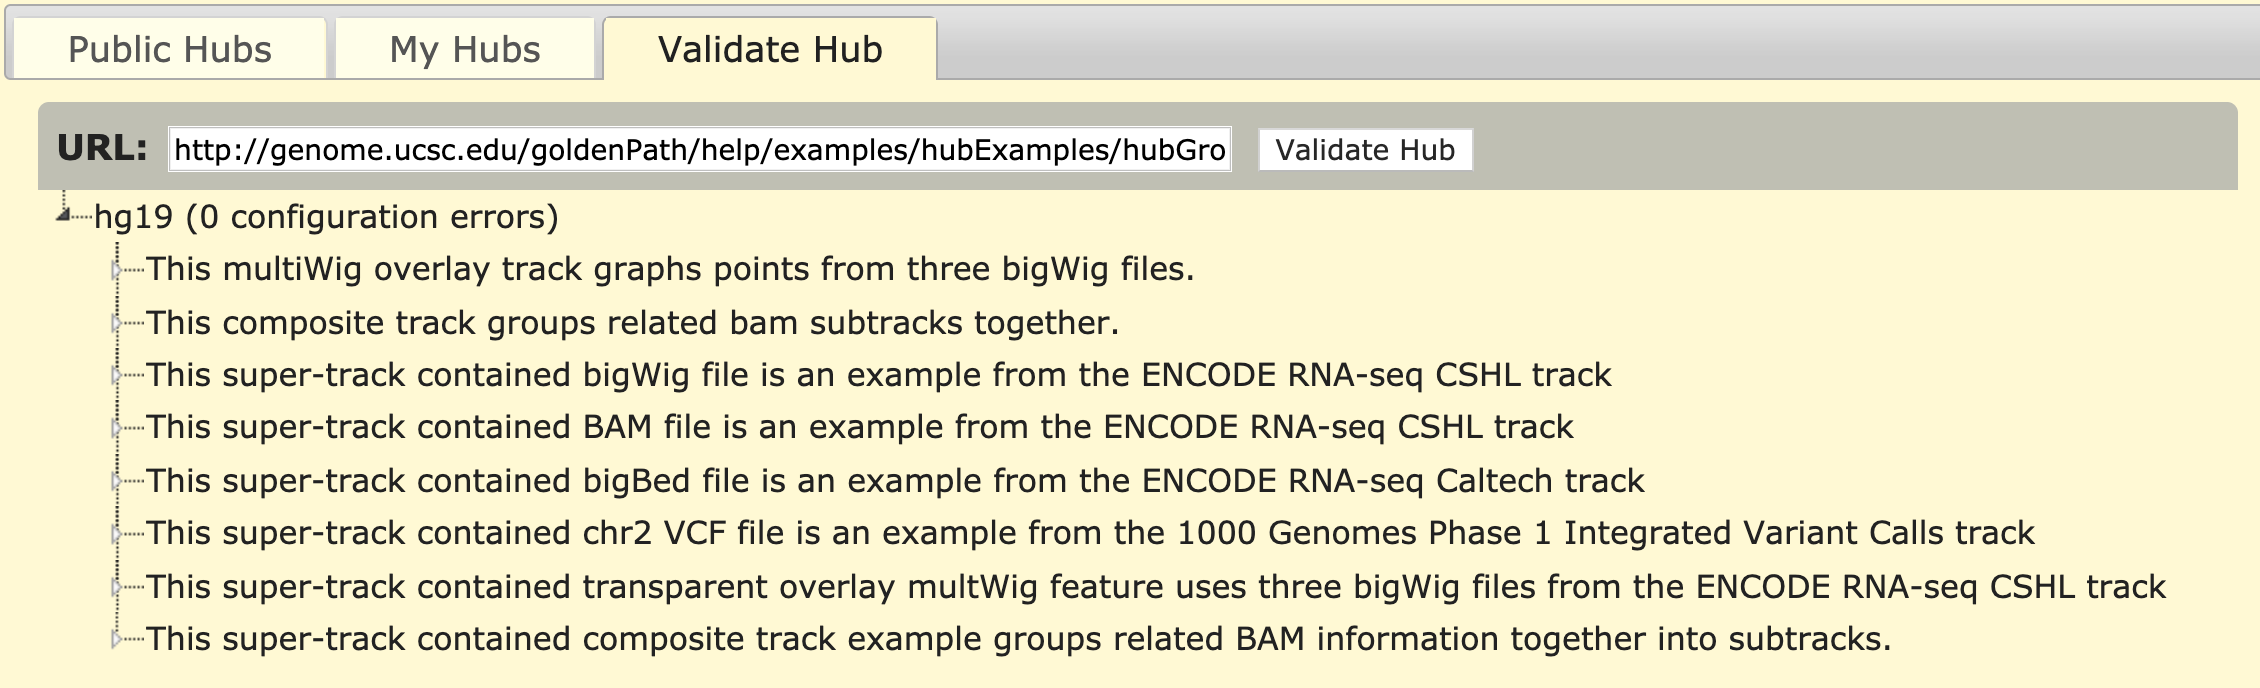 Public Hubs My Hubs Validate Hub
URL: http://genome.ucsc.edu/goldenPath/help/examples/hubExamples/hubGro Validate Hub
hg19 (0 configuration errors)
This multiWig overlay track graphs points from three bigWig files.
This composite track groups related bam subtracks together.
This super-track contained bigWig file is an example from the ENCODE RNA-seq CSHL track
This super-track contained BAM file is an example from the ENCODE RNA-seq CSHL track
This super-track contained bigBed file is an example from the ENCODE RNA-seq Caltech track
This super-track contained chr2 VCF file is an example from the 1000 Genomes Phase 1 Integrated Variant Calls track
This super-track contained transparent overlay multWig feature uses three bigWig files from the ENCODE RNA-seq CSHL track
This super-track contained composite track example groups related BAM information together into subtracks.